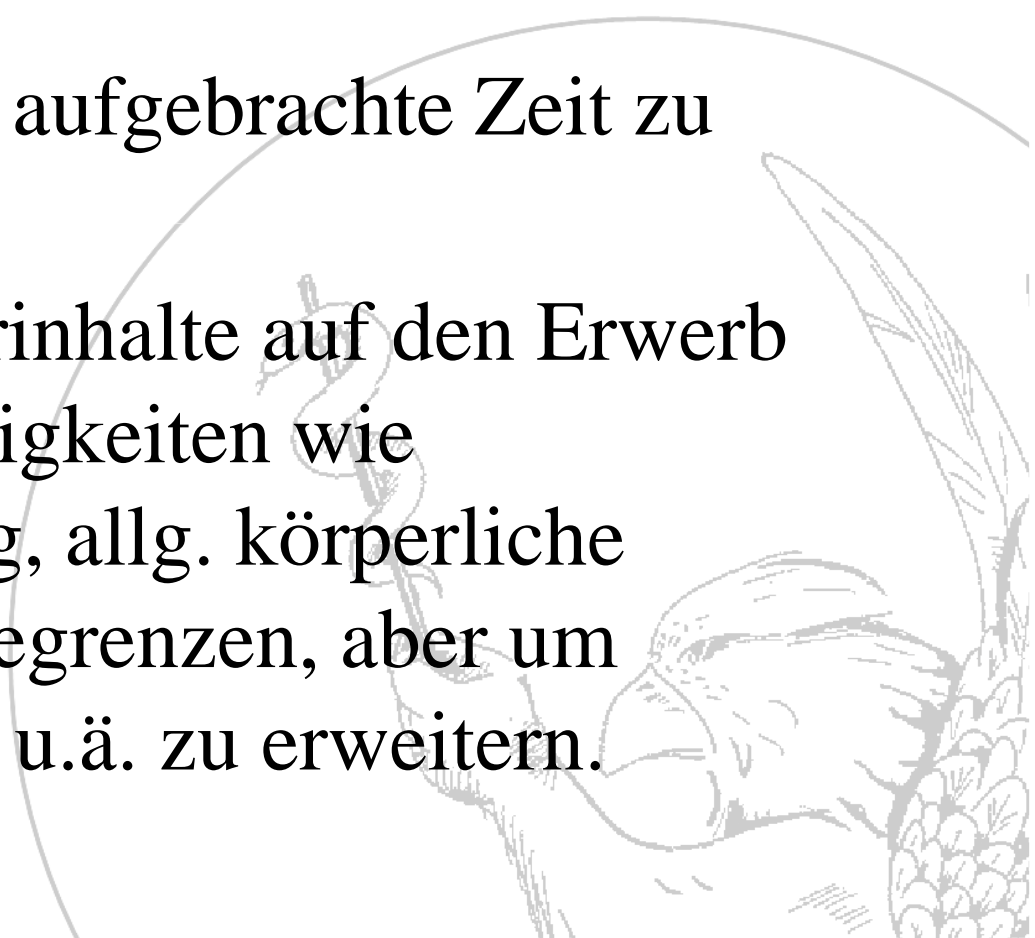 aufgebrachte Zeit zu
rinhalte auf den Erwerb
igkeiten wie
g, allg. körperliche
egrenzen, aber um
u.ä. zu erweitern.